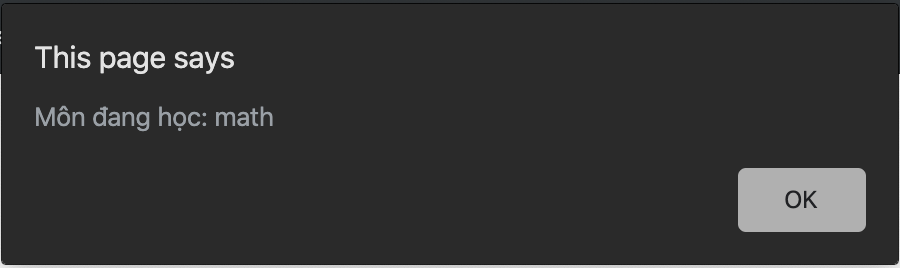 This page says
Môn đang học: math
OK